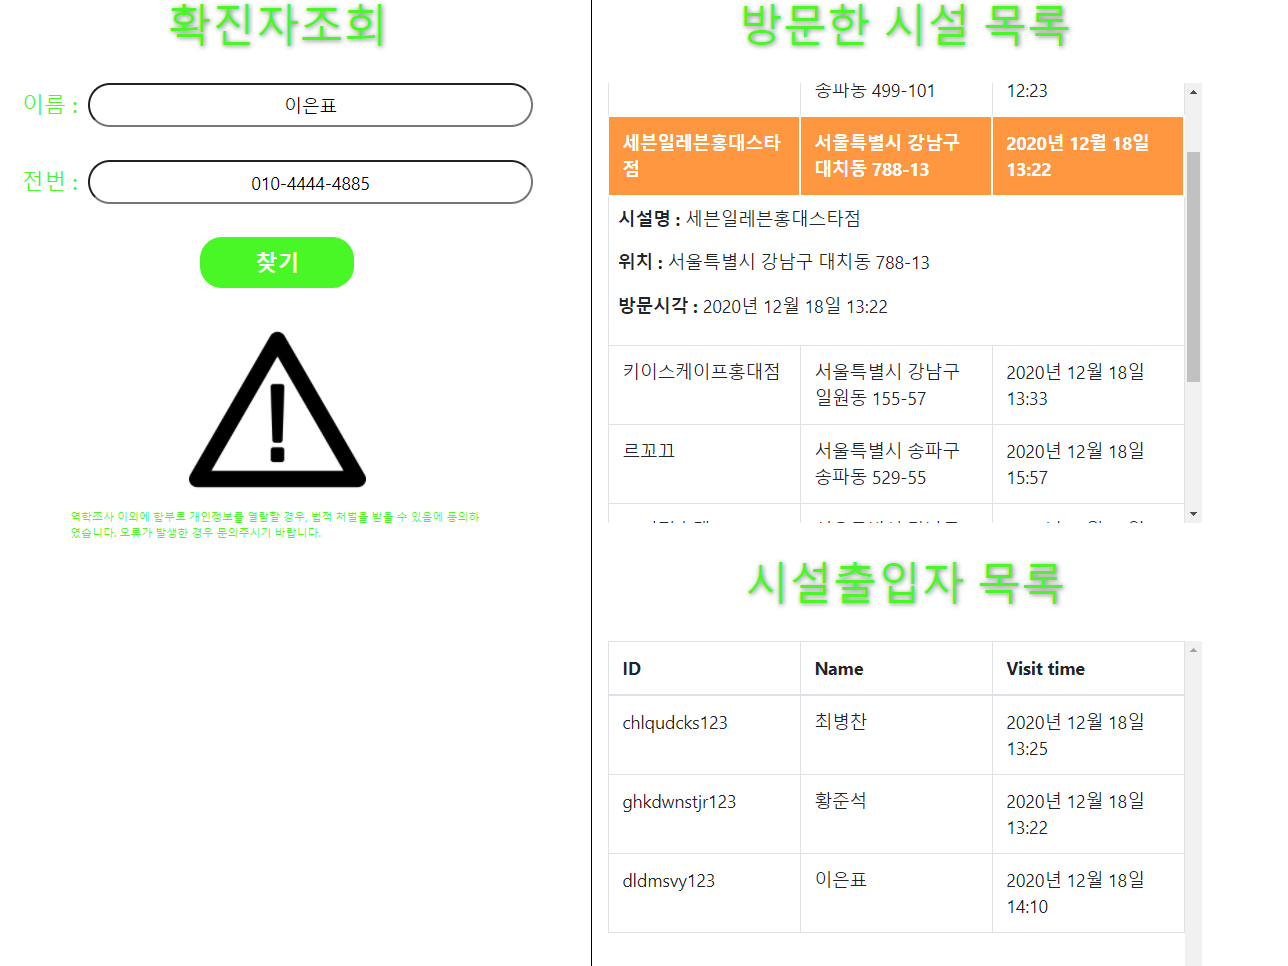 확진자조회
이름 :
이은표
전번 :
010-4444-4885
찾기
역학조사 이외에 함부로 개인정보를 열람할 경우, 법적 처벌을 받을 수 있음에 동의하
였습니다. 오류가 발생한 경우 문의주시기 바랍니다.
방문한 시설 목록
송파동 499-101
12:23
세븐일레븐홍대스타
점
서울특별시 강남구
대치동 788-13
2020년 12월 18일
13:22
시설명 : 세븐일레븐홍대스타점
위치 : 서울특별시 강남구 대치동 788-13
방문시각 : 2020년 12월 18일 13:22
키이스케이프홍대점
서울특별시 강남구
일원동 155-57
2020년 12월 18일
13:33
르꼬끄
서울특별시 송파구
송파동 529-55
2020년 12월 18일
15:57
시설출입자 목록
ID
Name
Visit time
chlqudcks123
최병찬
2020년 12월 18일
13:25
ghkdwnstjr123
황준석
2020년 12월 18일
13:22
dldmsvy123
이은표
2020년 12월 18일
14:10